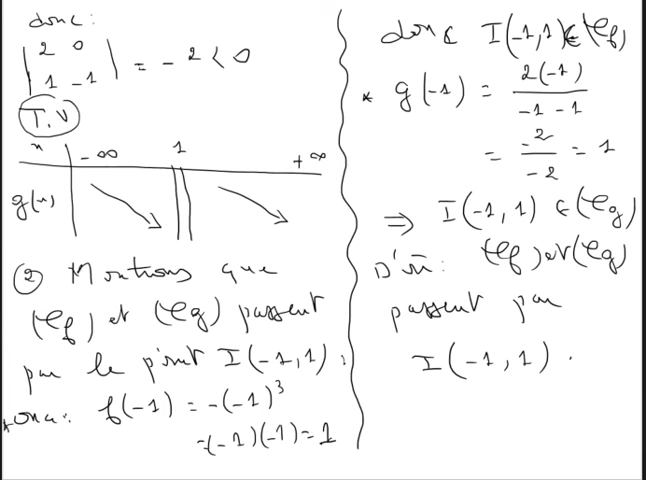 donc:
| 2 0 |
| 1 -1 | = - 2 < 0
T.V
x -∞ 1 +∞
g(x)
② Montrons que
(Cf) et (Cg) passent
par le point I(-1,1):
*ona: f(-1) = -(-1)³
=(-1)(-1)=1
donc I(-1,1)∈(Cf)
* g(-1) = 2(-1)
-1 - 1
= -2 = 1
-2
⇒ I(-1,1) ∈(Cg)
D'où: (Cf) et (Cg)
passent par
I(-1,1).